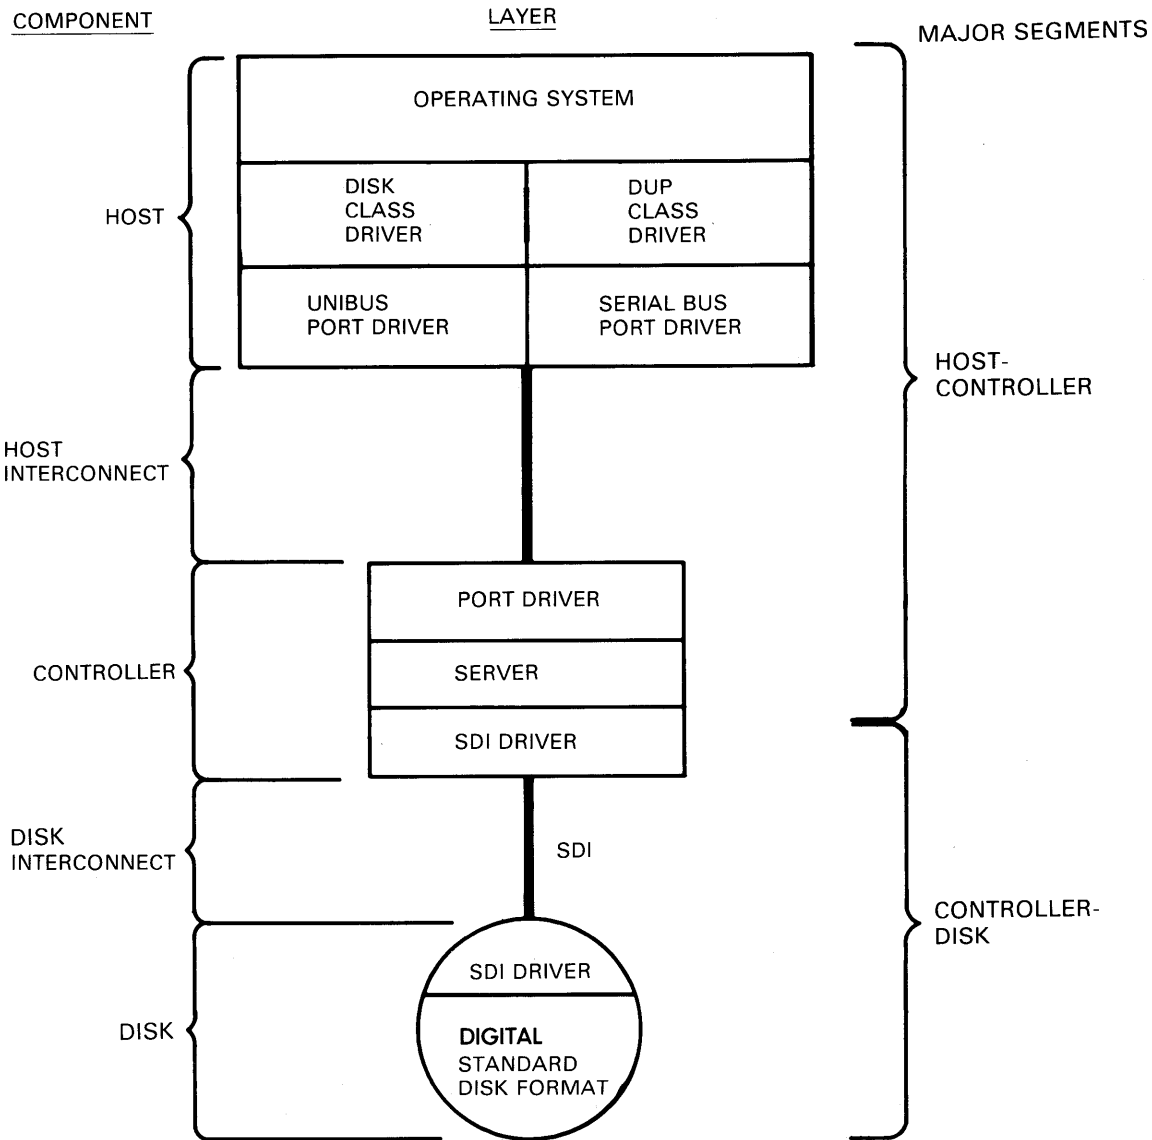 COMPONENT
LAYER
MAJOR SEGMENTS
OPERATING SYSTEM
HOST
DISK
CLASS
DRIVER
DUP
CLASS
DRIVER
UNIBUS
PORT DRIVER
SERIAL BUS
PORT DRIVER
HOST-
CONTROLLER
HOST
INTERCONNECT
PORT DRIVER
CONTROLLER
SERVER
SDI DRIVER
DISK
INTERCONNECT
SDI
CONTROLLER-
DISK
SDI DRIVER
DISK
DIGITAL
STANDARD
DISK FORMAT